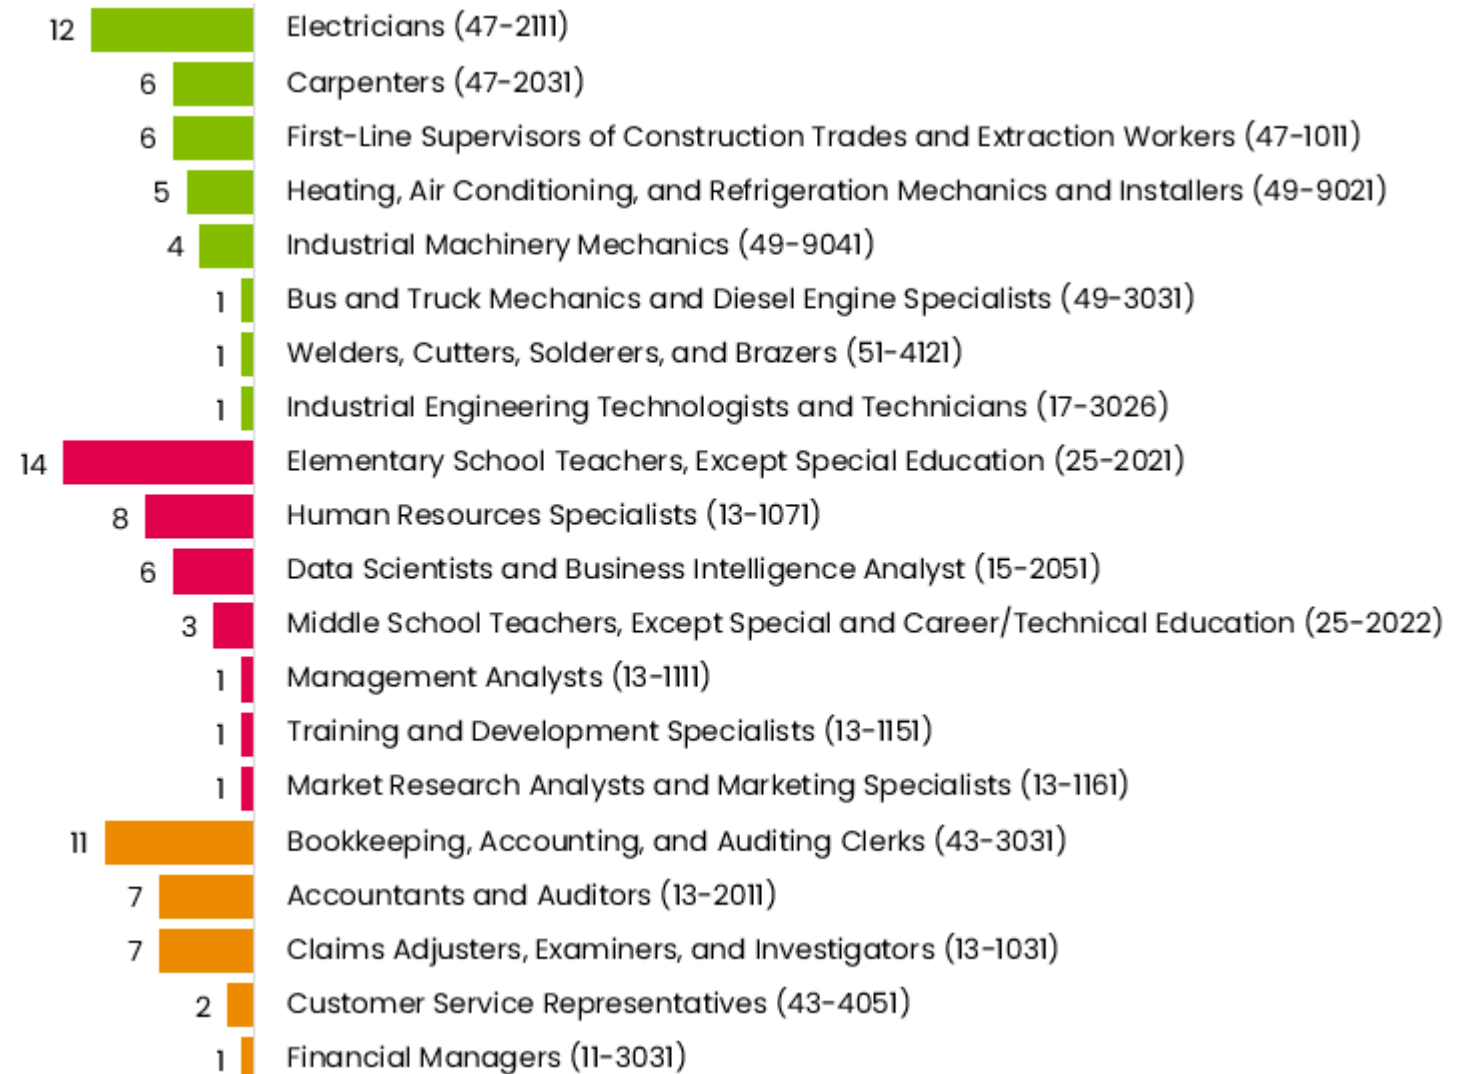 12 Electricians (47-2111)
6 Carpenters (47-2031)
6 First-Line Supervisors of Construction Trades and Extraction Workers (47-1011)
5 Heating, Air Conditioning, and Refrigeration Mechanics and Installers (49-9021)
4 Industrial Machinery Mechanics (49-9041)
1 Bus and Truck Mechanics and Diesel Engine Specialists (49-3031)
1 Welders, Cutters, Solderers, and Brazers (51-4121)
1 Industrial Engineering Technologists and Technicians (17-3026)
14 Elementary School Teachers, Except Special Education (25-2021)
8 Human Resources Specialists (13-1071)
6 Data Scientists and Business Intelligence Analyst (15-2051)
3 Middle School Teachers, Except Special and Career/Technical Education (25-2022)
1 Management Analysts (13-1111)
1 Training and Development Specialists (13-1151)
1 Market Research Analysts and Marketing Specialists (13-1161)
11 Bookkeeping, Accounting, and Auditing Clerks (43-3031)
7 Accountants and Auditors (13-2011)
7 Claims Adjusters, Examiners, and Investigators (13-1031)
2 Customer Service Representatives (43-4051)
1 Financial Managers (11-3031)